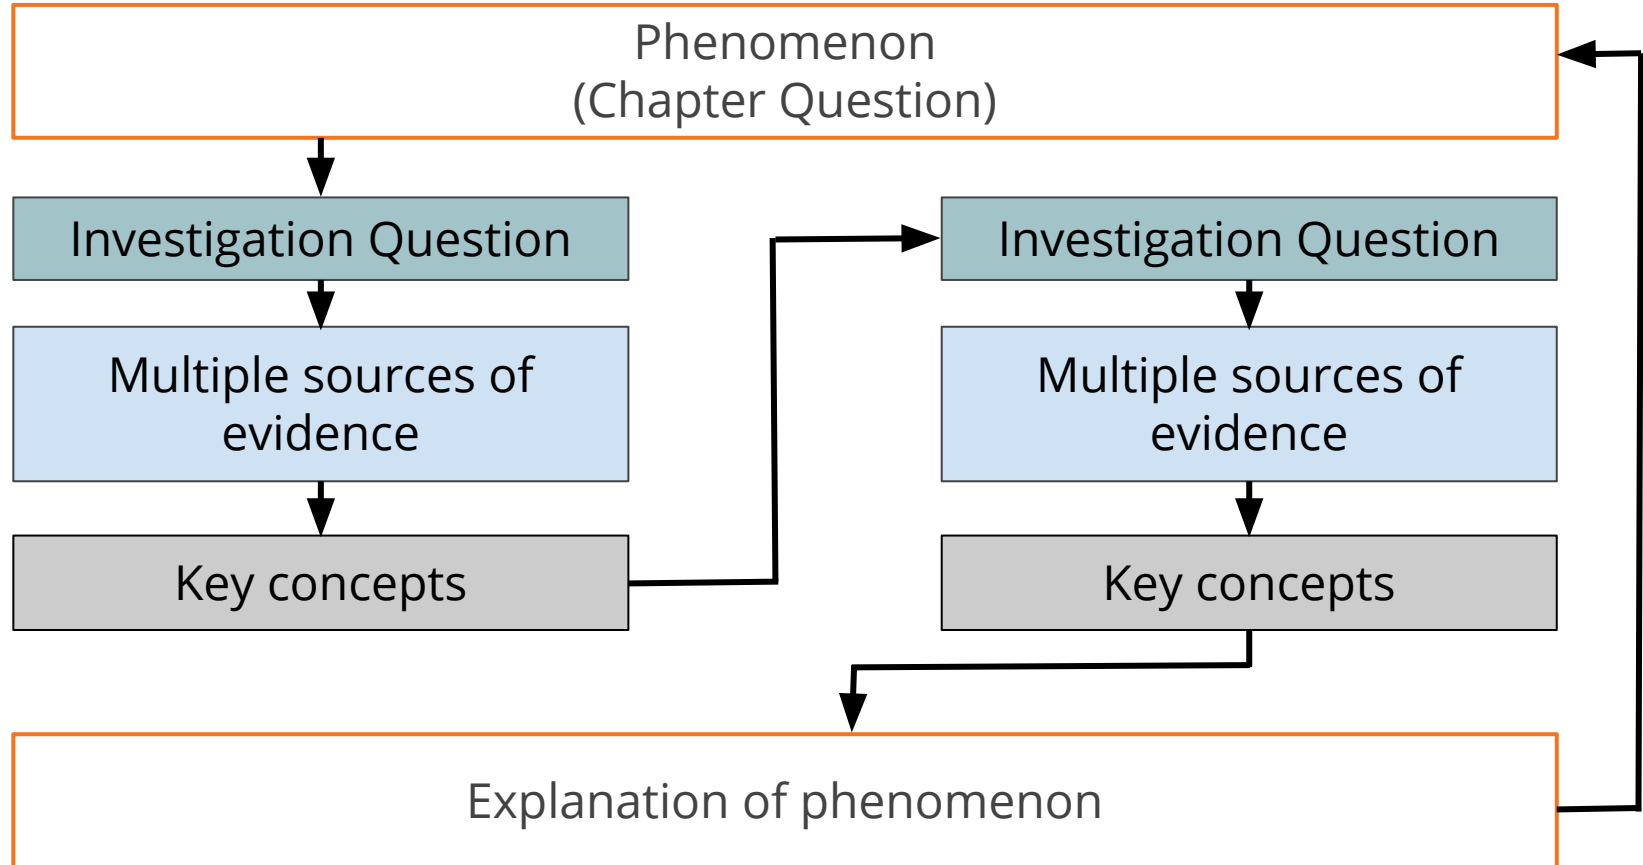 Phenomenon
(Chapter Question)
Investigation Question
Multiple sources of
evidence
Key concepts
Investigation Question
Multiple sources of
evidence
Key concepts
Explanation of phenomenon